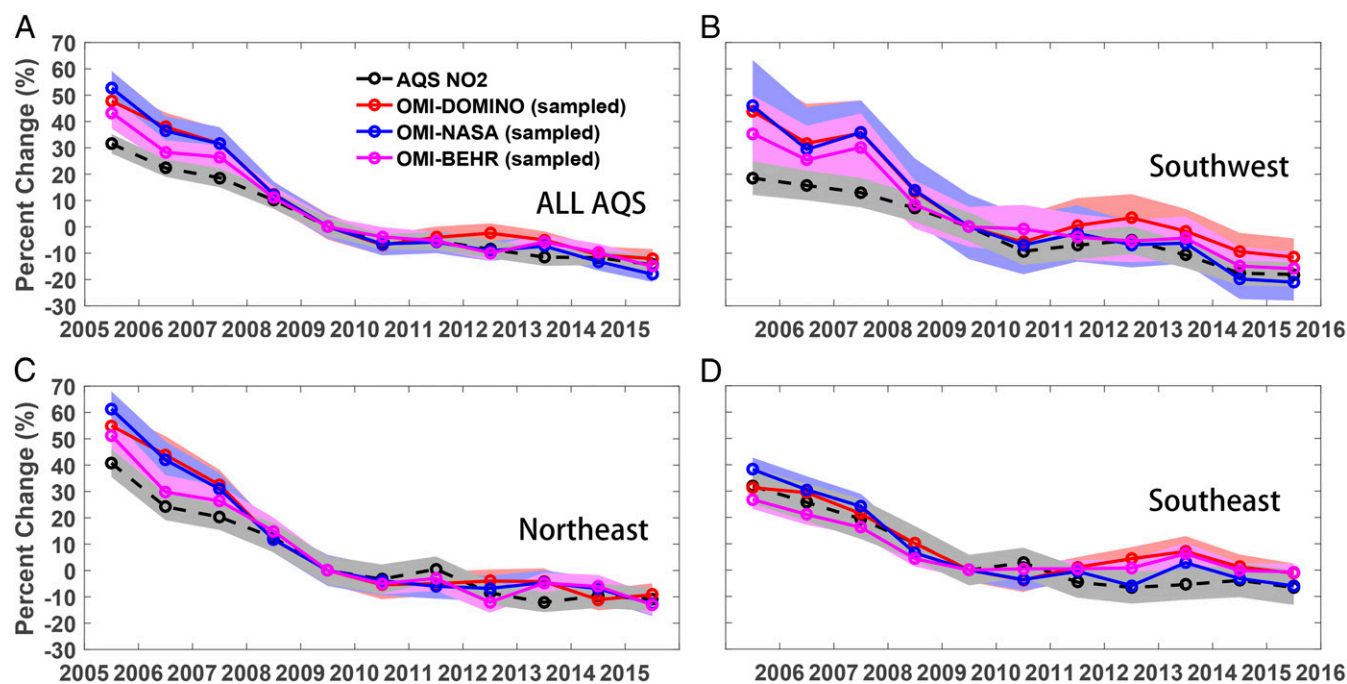 A
B
Percent Change (%)
70
60
50
40
30
20
10
0
-10
-20
-30
AQS NO2
OMI-DOMINO (sampled)
OMI-NASA (sampled)
OMI-BEHR (sampled)
ALL AQS
Southwest
2005 2006 2007 2008 2009 2010 2011 2012 2013 2014 2015
2006 2007 2008 2009 2010 2011 2012 2013 2014 2015 2016
C
D
Percent Change (%)
70
60
50
40
30
20
10
0
-10
-20
-30
Northeast
Southeast
2005 2006 2007 2008 2009 2010 2011 2012 2013 2014 2015
2006 2007 2008 2009 2010 2011 2012 2013 2014 2015 2016